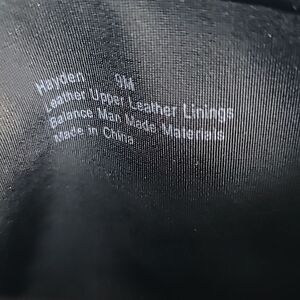 Hayden 9M
Leather Upper Leather Linings
Balance Man Made Materials
Made in China